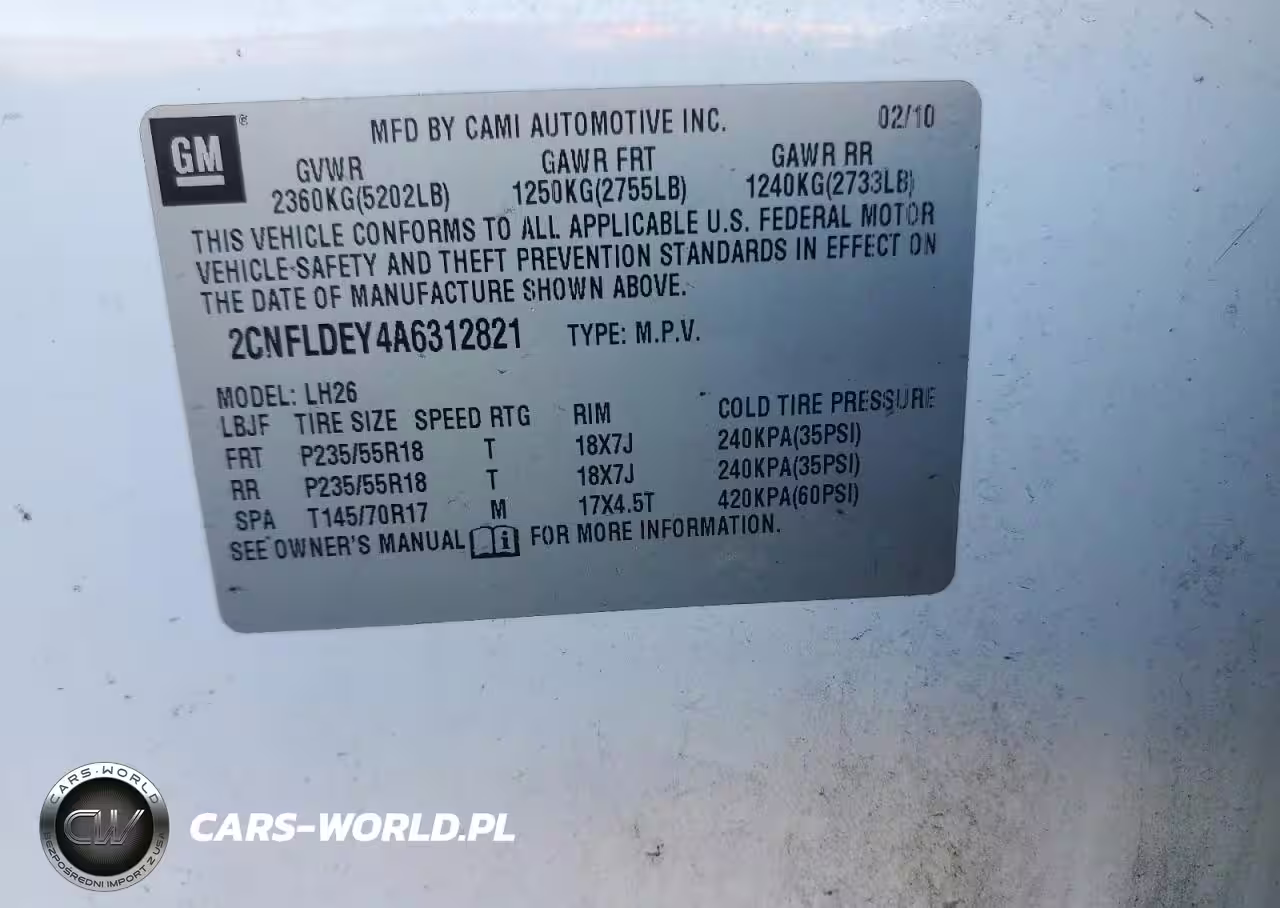 GM ®
MFD BY CAMI AUTOMOTIVE INC. 02/10
GVWR GAWR FRT GAWR RR
2360KG(5202LB) 1250KG(2755LB) 1240KG(2733LB)
THIS VEHICLE CONFORMS TO ALL APPLICABLE U.S. FEDERAL MOTOR
VEHICLE-SAFETY AND THEFT PREVENTION STANDARDS IN EFFECT ON
THE DATE OF MANUFACTURE SHOWN ABOVE.
2CNFLDEY4A6312821 TYPE: M.P.V.
MODEL: LH26
LBJF TIRE SIZE SPEED RTG RIM COLD TIRE PRESSURE
FRT P235/55R18 T 18X7J 240KPA(35PSI)
RR P235/55R18 T 18X7J 240KPA(35PSI)
SPA T145/70R17 M 17X4.5T 420KPA(60PSI)
SEE OWNER'S MANUAL i FOR MORE INFORMATION.
CARS-WORLD
CW
BEZPOŚREDNI IMPORT Z USA
CARS-WORLD.PL